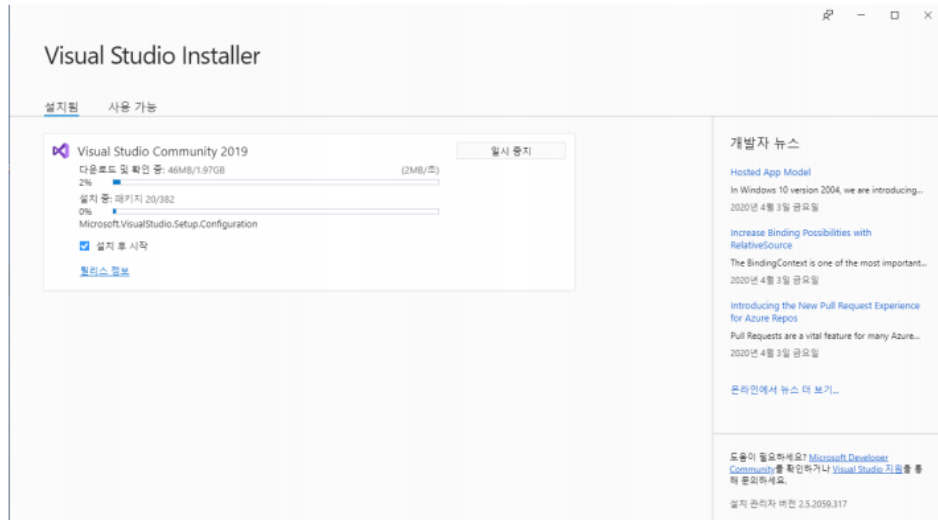 Visual Studio Installer
설치됨 사용 가능
Visual Studio Community 2019
일시 중지
다운로드 및 확인 중: 46MB/1.97GB (2MB/초)
2%
설치 중: 패키지 20/382
0%
Microsoft.VisualStudio.Setup.Configuration
설치 후 시작
릴리스 정보
개발자 뉴스
Hosted App Model
In Windows 10 version 2004, we are introducing...
2020년 4월 3일 금요일
Increase Binding Possibilities with
RelativeSource
The BindingContext is one of the most important...
2020년 4월 3일 금요일
Introducing the New Pull Request Experience
for Azure Repos
Pull Requests are a vital feature for many Azure...
2020년 4월 3일 금요일
온라인에서 뉴스 더 보기...
도움이 필요하세요? Microsoft Developer
Community를 확인하거나 Visual Studio 지원을 통
해 문의하세요.
설치 관리자 버전 2.5.2059.317